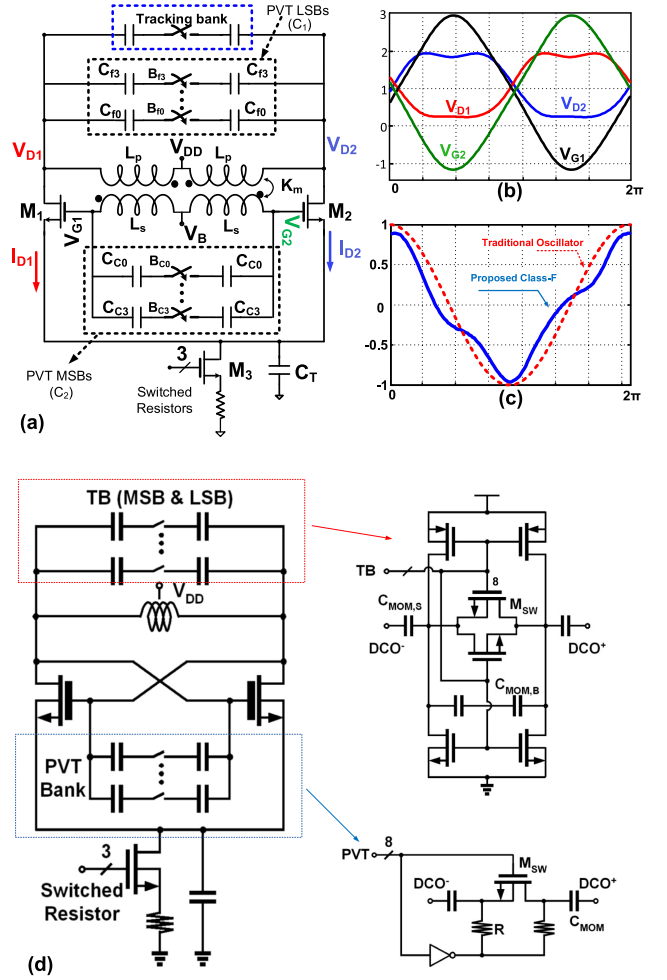 Tracking bank
PVT LSBs
(C1)
Cf3 Bf3 Cf3
Cf0 Bf0 Cf0
VDD
VD1 Lp Lp VD2
Km
M1 M2
VG1 Ls Ls VG2
VB
ID1 ID2
CC0 BC0 CC0
CC3 BC3 CC3
PVT MSBs
(C2)
3 M3
Switched
Resistors
CT
(a)
3
2
1
0
-1
VD1 VD2
VG2 VG1
0 (b) 2π
1
0.5
0
-0.5
-1
Traditional Oscillator
Proposed Class-F
0 (c) 2π
TB (MSB & LSB)
VDD
PVT
Bank
3
Switched
Resistor
(d)
TB
8
CMOM,S MSW
DCO- DCO+
CMOM,B
PVT 8
MSW
DCO- DCO+
R CMOM